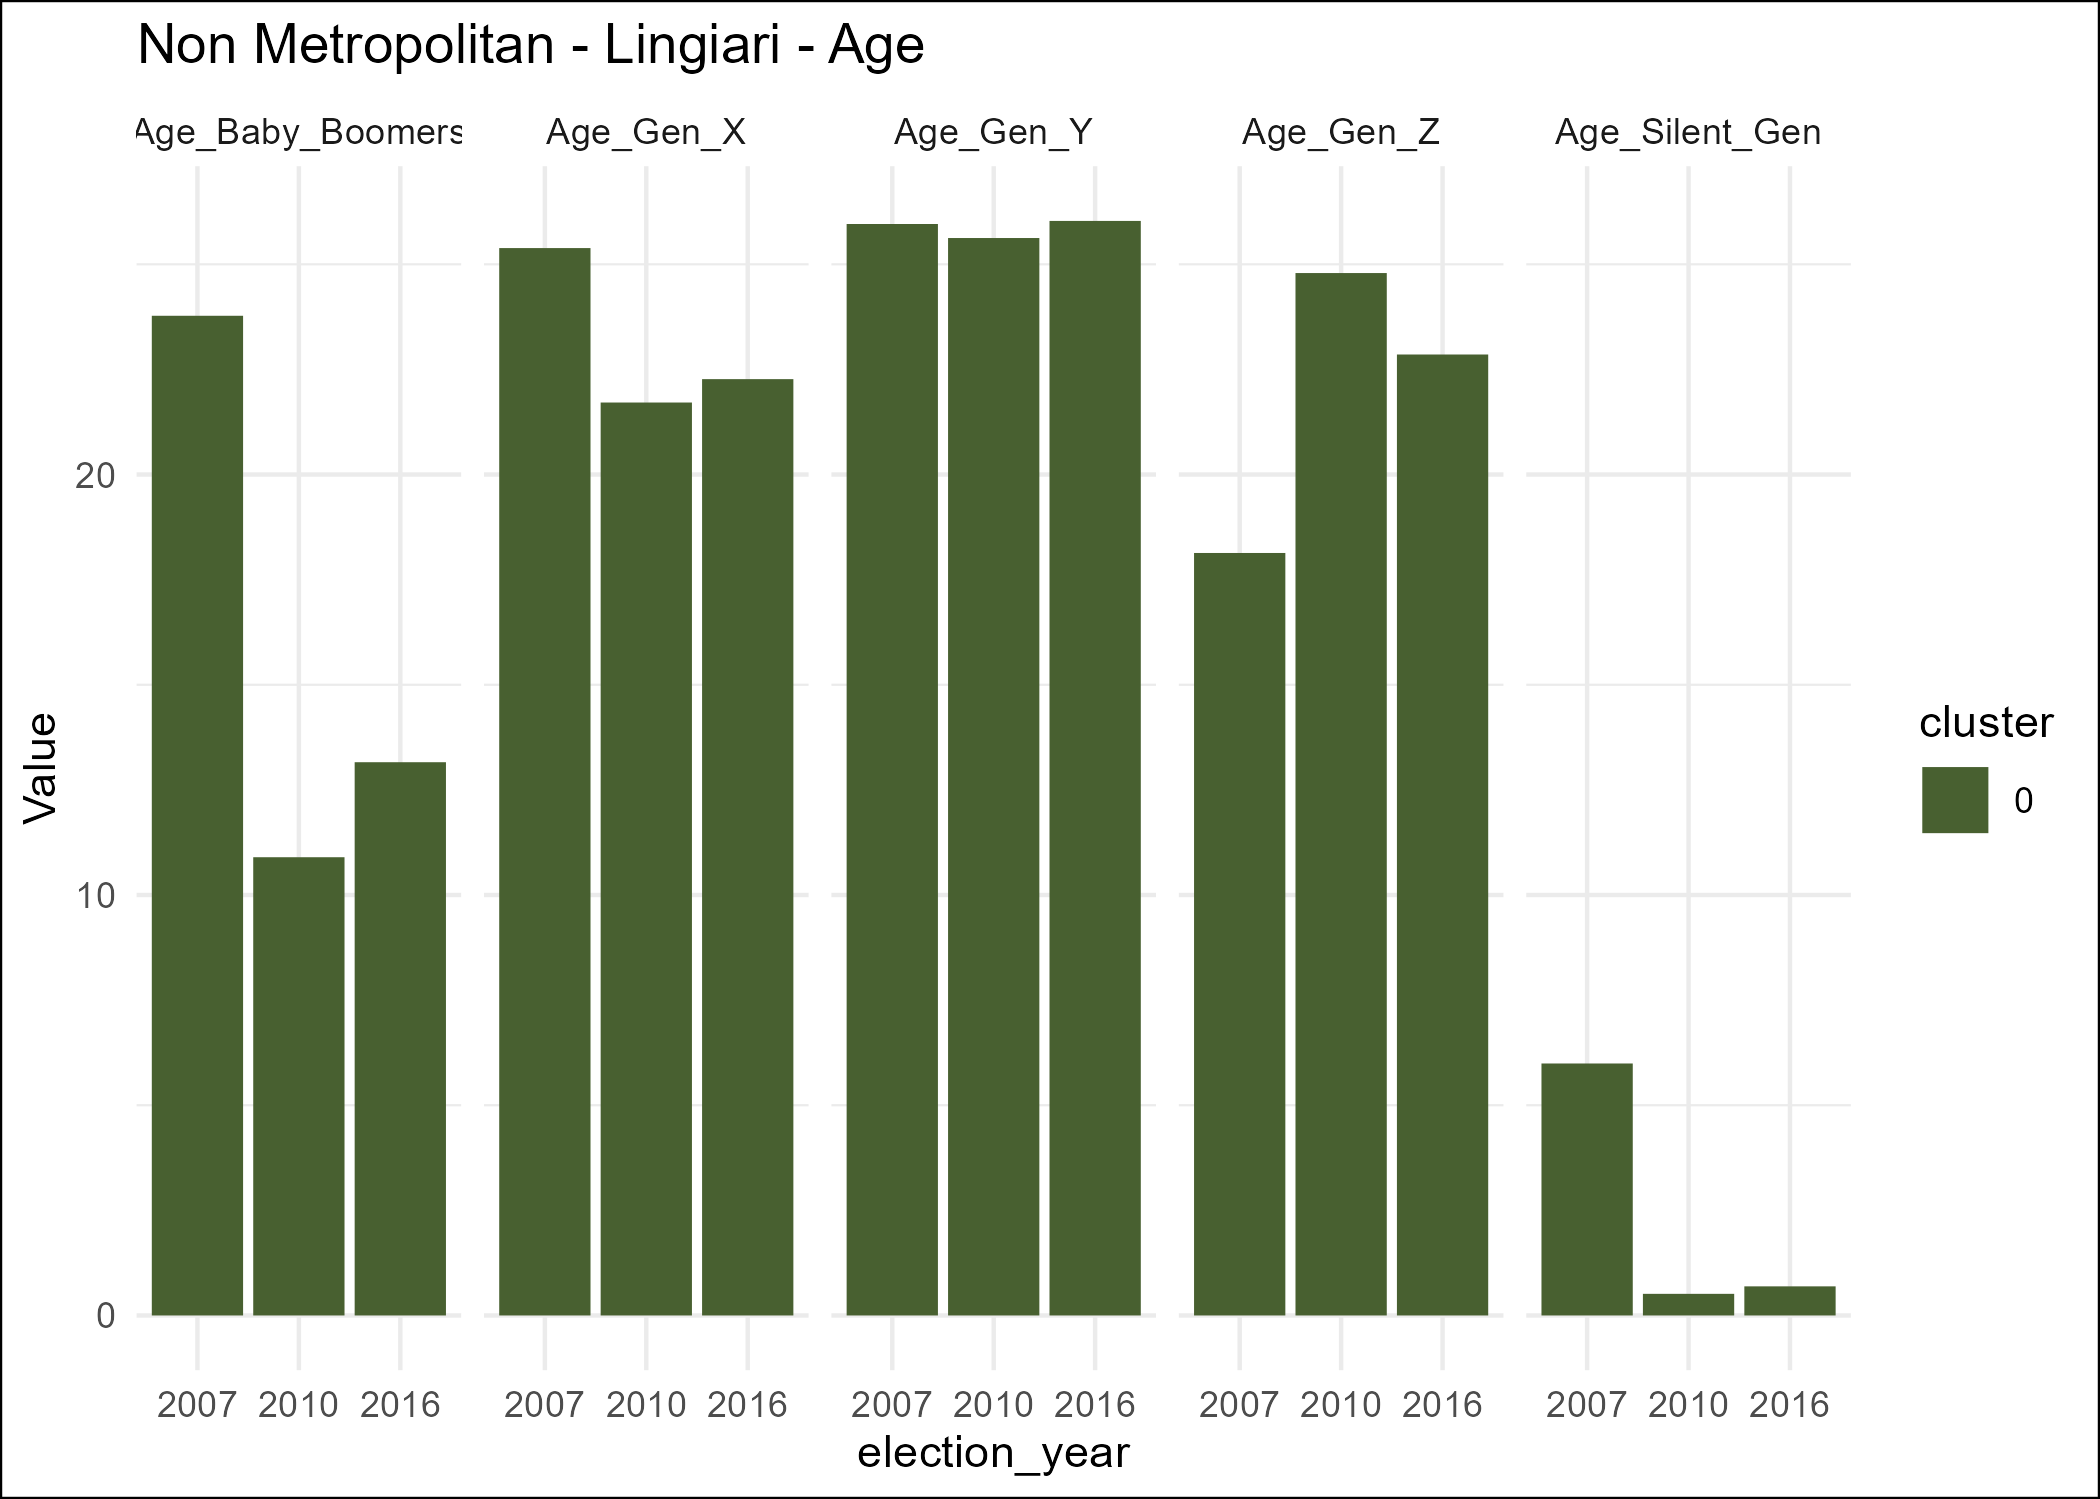 Non Metropolitan - Lingiari - Age
Age_Baby_Boomers
Age_Gen_X
Age_Gen_Y
Age_Gen_Z
Age_Silent_Gen
20
10
0
Value
2007 2010 2016
2007 2010 2016
2007 2010 2016
2007 2010 2016
2007 2010 2016
election_year
cluster
0